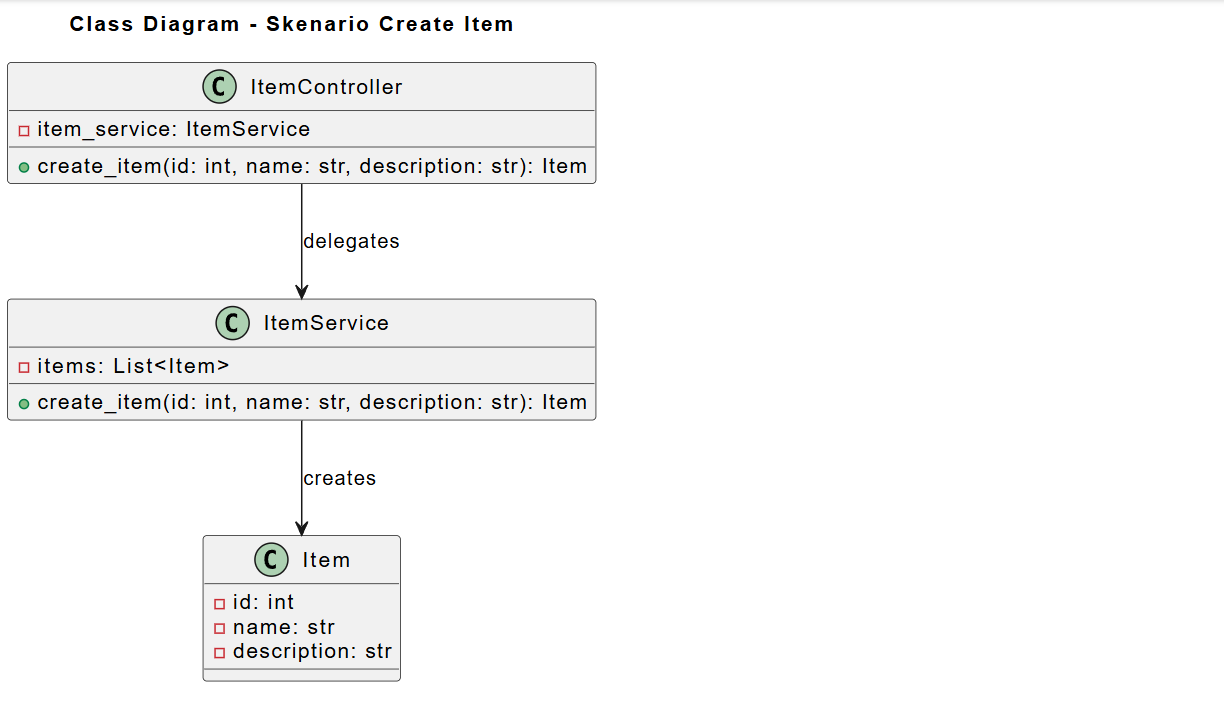 Class Diagram - Skenario Create Item
C ItemController
item_service: ItemService
create_item(id: int, name: str, description: str): Item
delegates
C ItemService
items: List<Item>
create_item(id: int, name: str, description: str): Item
creates
C Item
id: int
name: str
description: str